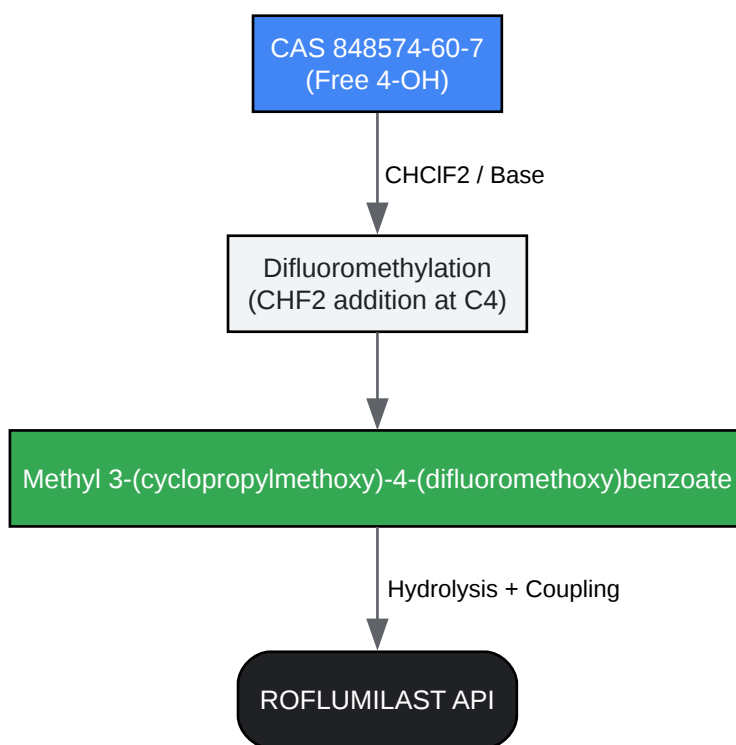 CAS 848574-60-7
(Free 4-OH)
CHClF2 / Base
Difluoromethylation
(CHF2 addition at C4)
Methyl 3-(cyclopropylmethoxy)-4-(difluoromethoxy)benzoate
Hydrolysis + Coupling
ROFLUMILAST API